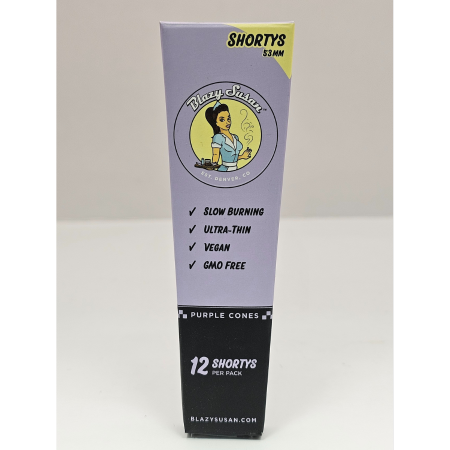 SHORTYS
53MM
Blazy Susan
EST. DENVER, CO
✓ SLOW BURNING
✓ ULTRA-THIN
✓ VEGAN
✓ GMO FREE
PURPLE CONES
12 SHORTYS
PER PACK
BLAZYSUSAN.COM